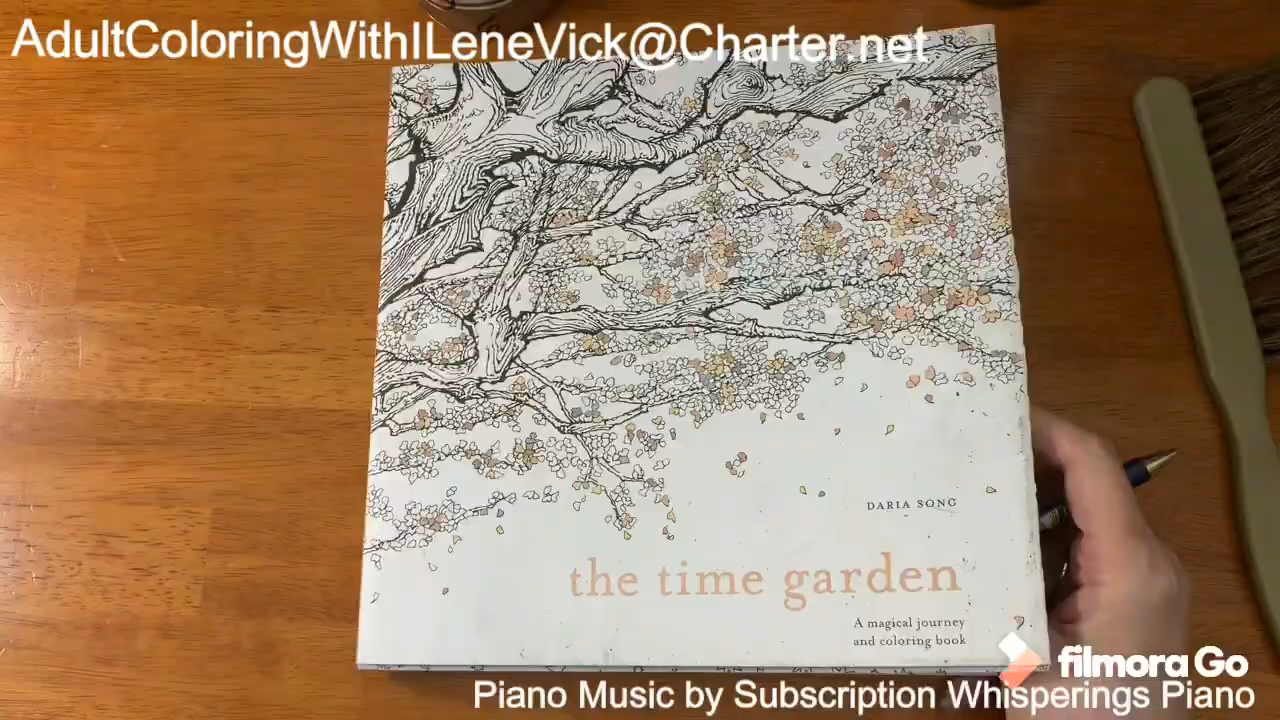 AdultColoringWithILeneVick@Charter.net
DARIA SONG
the time garden
A magical journey
and coloring book
filmora Go
Piano Music by Subscription Whisperings Piano